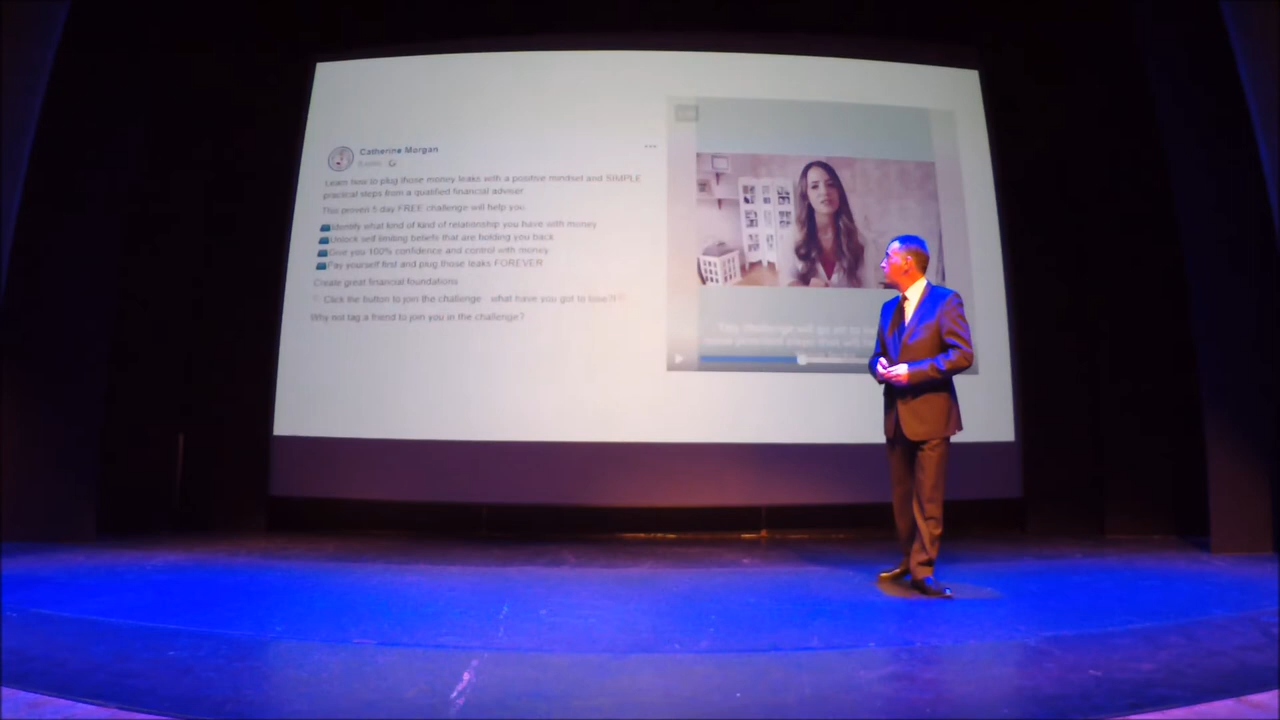 Catherine Morgan
Learn how to plug those money leaks with a positive mindset and SIMPLE
practical steps from a qualified financial adviser
This proven 5 day FREE challenge will help you.
Identify what kind of kind of relationship you have with money
Unlock self limiting beliefs that are holding you back
Give you 100% confidence and control with money
Pay yourself first and plug those leaks FOREVER
Create great financial foundations
Click the button to join the challenge what have you got to lose
Why not tag a friend to join you in the challenge?
challenge will go